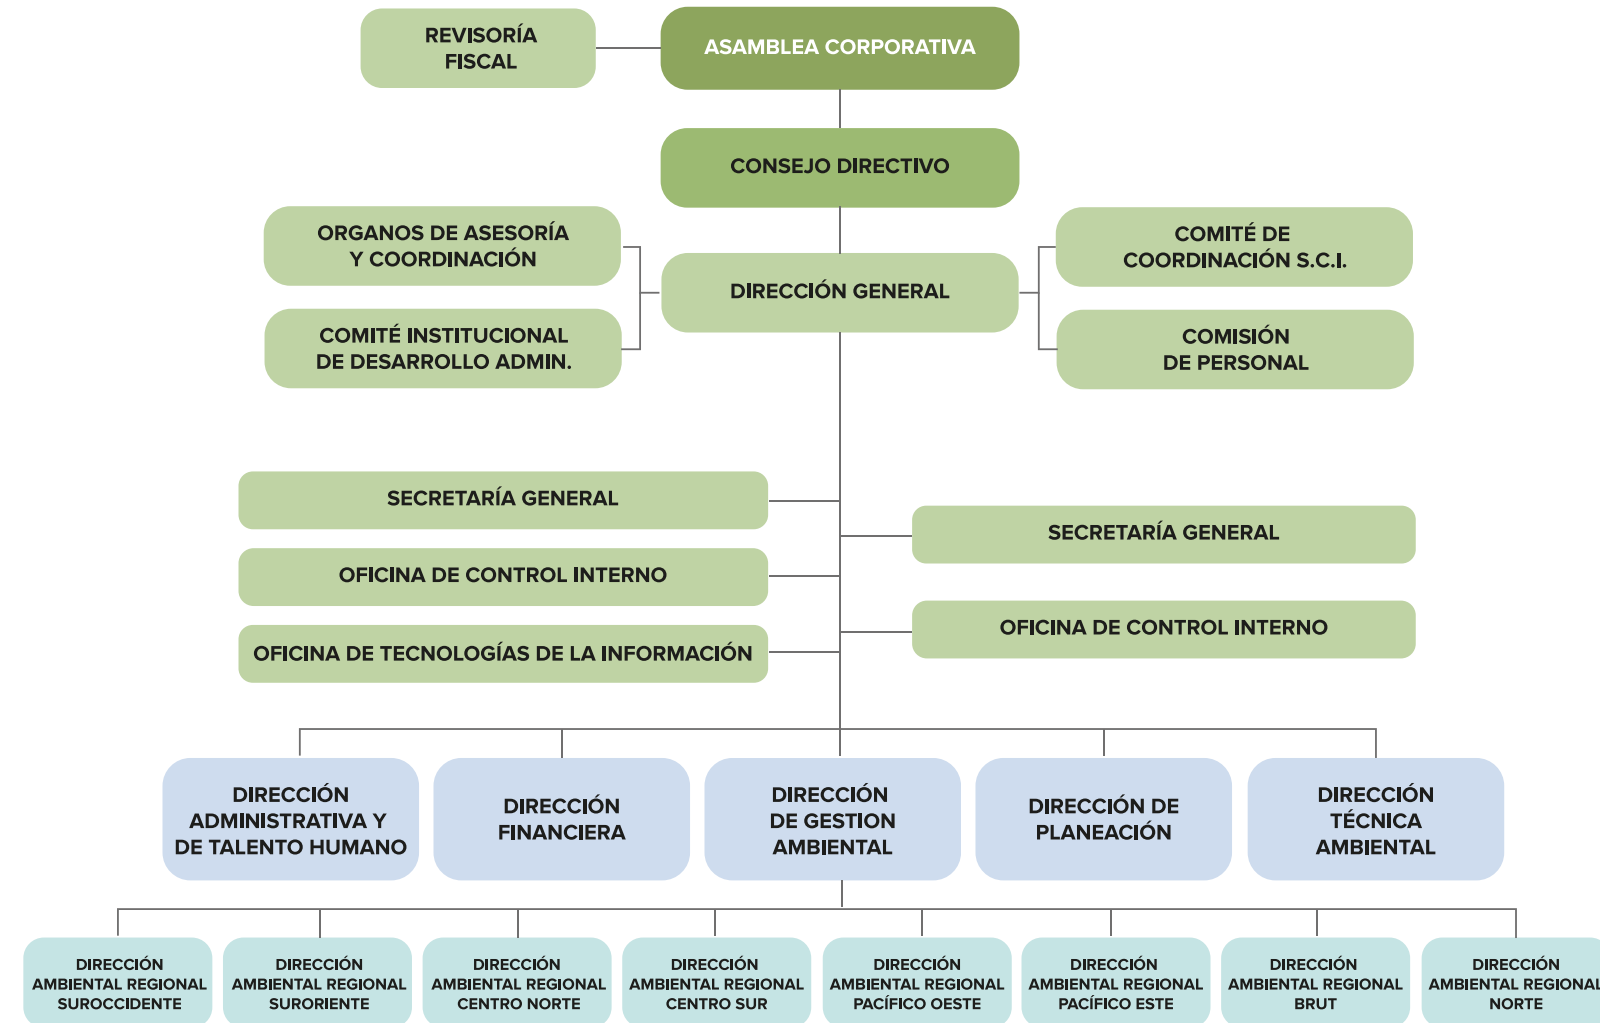 REVISORÍA
FISCAL
ASAMBLEA CORPORATIVA
CONSEJO DIRECTIVO
ORGANOS DE ASESORÍA
Y COORDINACIÓN
COMITÉ DE
COORDINACIÓN S.C.I.
DIRECCIÓN GENERAL
COMITÉ INSTITUCIONAL
DE DESARROLLO ADMIN.
COMISIÓN
DE PERSONAL
SECRETARÍA GENERAL
SECRETARÍA GENERAL
OFICINA DE CONTROL INTERNO
OFICINA DE CONTROL INTERNO
OFICINA DE TECNOLOGÍAS DE LA INFORMACIÓN
DIRECCIÓN
ADMINISTRATIVA Y
DE TALENTO HUMANO
DIRECCIÓN
FINANCIERA
DIRECCIÓN
DE GESTION
AMBIENTAL
DIRECCIÓN DE
PLANEACIÓN
DIRECCIÓN
TÉCNICA
AMBIENTAL
DIRECCIÓN
AMBIENTAL REGIONAL
SUROCCIDENTE
DIRECCIÓN
AMBIENTAL REGIONAL
SURORIENTE
DIRECCIÓN
AMBIENTAL REGIONAL
CENTRO NORTE
DIRECCIÓN
AMBIENTAL REGIONAL
CENTRO SUR
DIRECCIÓN
AMBIENTAL REGIONAL
PACÍFICO OESTE
DIRECCIÓN
AMBIENTAL REGIONAL
PACÍFICO ESTE
DIRECCIÓN
AMBIENTAL REGIONAL
BRUT
DIRECCIÓN
AMBIENTAL REGIONAL
NORTE